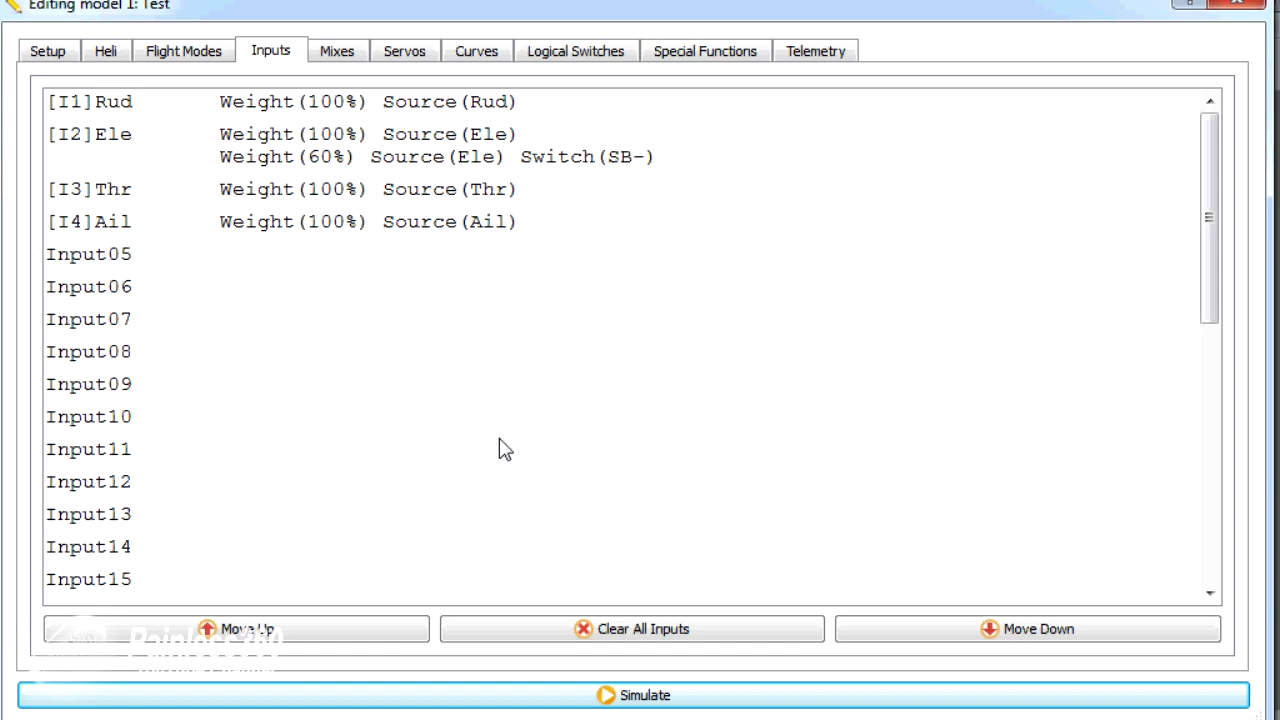 Editing model 1: Test
Setup Heli Flight Modes Inputs Mixes Servos Curves Logical Switches Special Functions Telemetry
[I1]Rud Weight(100%) Source(Rud)
[I2]Ele Weight(100%) Source(Ele)
Weight(60%) Source(Ele) Switch(SB-)
[I3]Thr Weight(100%) Source(Thr)
[I4]Ail Weight(100%) Source(Ail)
Input05
Input06
Input07
Input08
Input09
Input10
Input11
Input12
Input13
Input14
Input15
Move Up Clear All Inputs Move Down
Painless360
Simulate